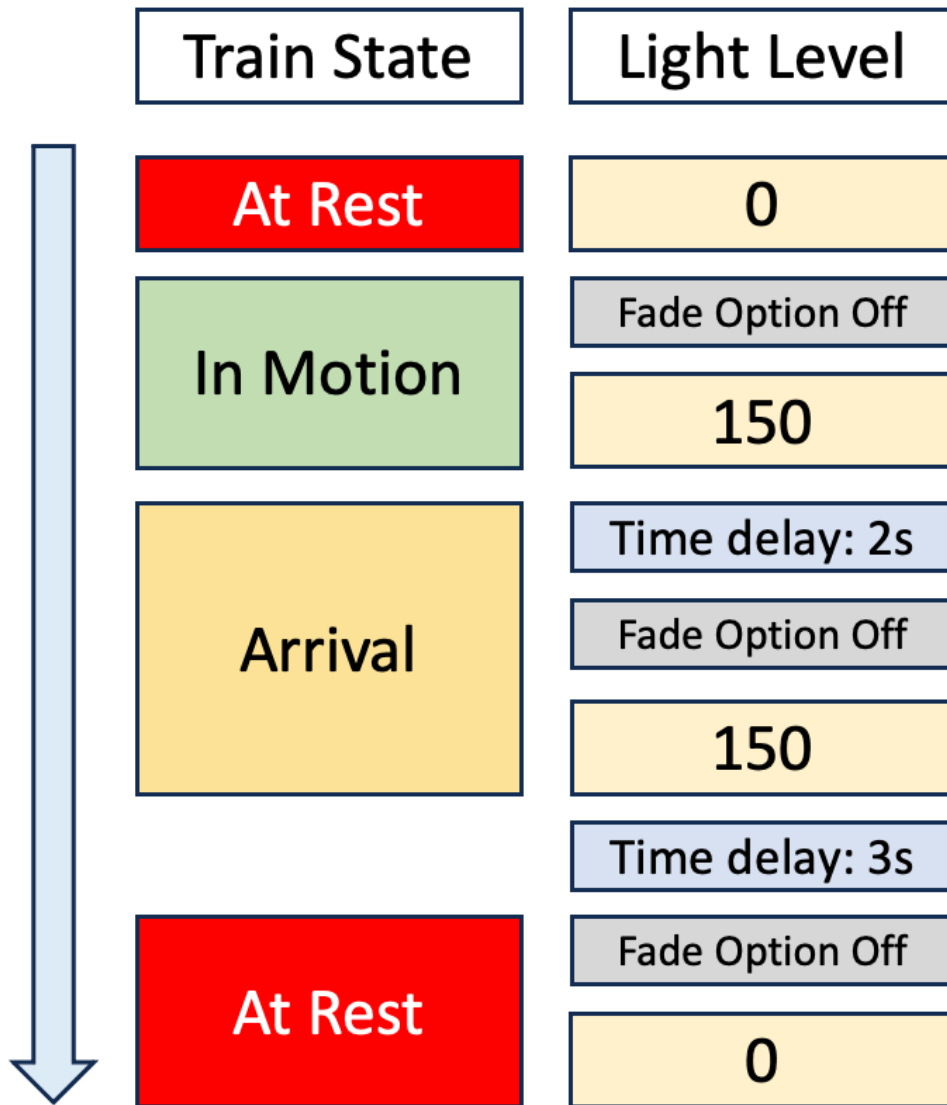 Train State
Light Level
At Rest
0
In Motion
Fade Option Off
150
Arrival
Time delay: 2s
Fade Option Off
150
Time delay: 3s
At Rest
Fade Option Off
0